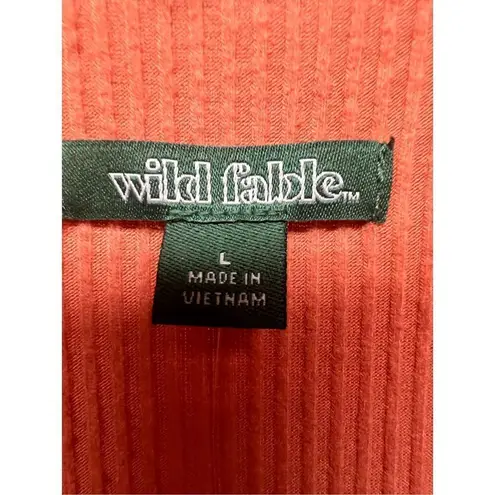 wild fable™
L
MADE IN
VIETNAM